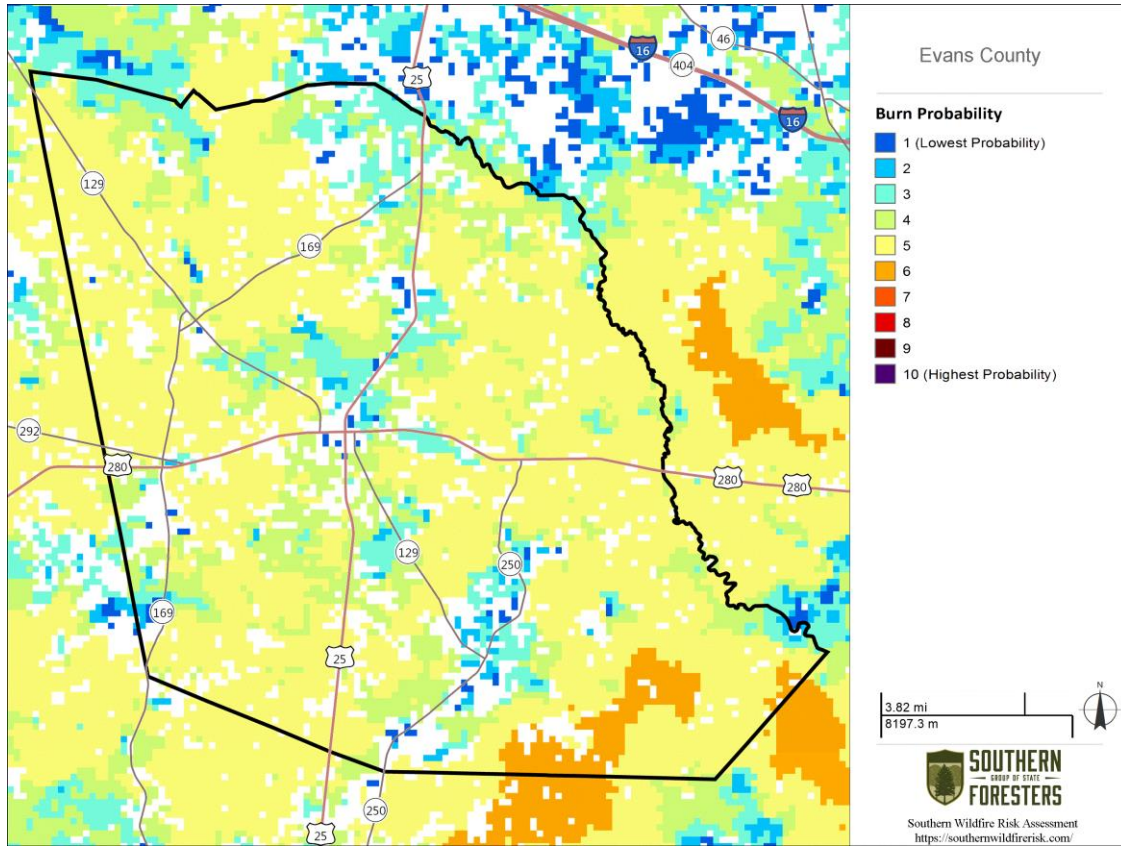 46
16
404
25
16
129
169
292
280
280
280
129
250
169
25
250
25
Evans County
Burn Probability
1 (Lowest Probability)
2
3
4
5
6
7
8
9
10 (Highest Probability)
3.82 mi
8197.3 m
N
SOUTHERN
GROUP OF STATE
FORESTERS
Southern Wildfire Risk Assessment
https://southernwildfirerisk.com/